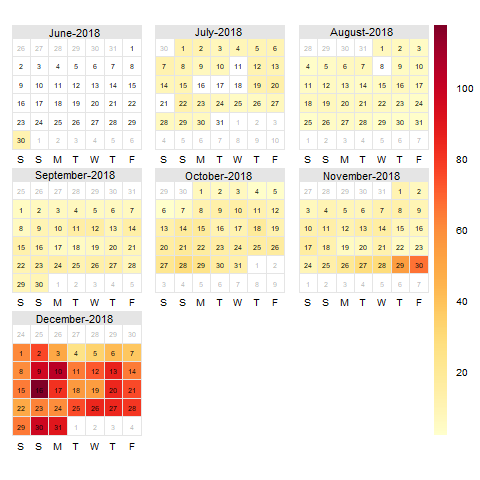 June-2018
26 27 28 29 30 31 1
2 3 4 5 6 7 8
9 10 11 12 13 14 15
16 17 18 19 20 21 22
23 24 25 26 27 28 29
30 1 2 3 4 5 6
S S M T W T F
July-2018
30 1 2 3 4 5 6
7 8 9 10 11 12 13
14 15 16 17 18 19 20
21 22 23 24 25 26 27
28 29 30 31 1 2 3
4 5 6 7 8 9 10
S S M T W T F
August-2018
28 29 30 31 1 2 3
4 5 6 7 8 9 10
11 12 13 14 15 16 17
18 19 20 21 22 23 24
25 26 27 28 29 30 31
1 2 3 4 5 6 7
S S M T W T F
September-2018
25 26 27 28 29 30 31
1 2 3 4 5 6 7
8 9 10 11 12 13 14
15 16 17 18 19 20 21
22 23 24 25 26 27 28
29 30 1 2 3 4 5
S S M T W T F
October-2018
29 30 1 2 3 4 5
6 7 8 9 10 11 12
13 14 15 16 17 18 19
20 21 22 23 24 25 26
27 28 29 30 31 1 2
3 4 5 6 7 8 9
S S M T W T F
November-2018
27 28 29 30 31 1 2
3 4 5 6 7 8 9
10 11 12 13 14 15 16
17 18 19 20 21 22 23
24 25 26 27 28 29 30
1 2 3 4 5 6 7
S S M T W T F
December-2018
24 25 26 27 28 29 30
1 2 3 4 5 6 7
8 9 10 11 12 13 14
15 16 17 18 19 20 21
22 23 24 25 26 27 28
29 30 31 1 2 3 4
S S M T W T F
100
80
60
40
20